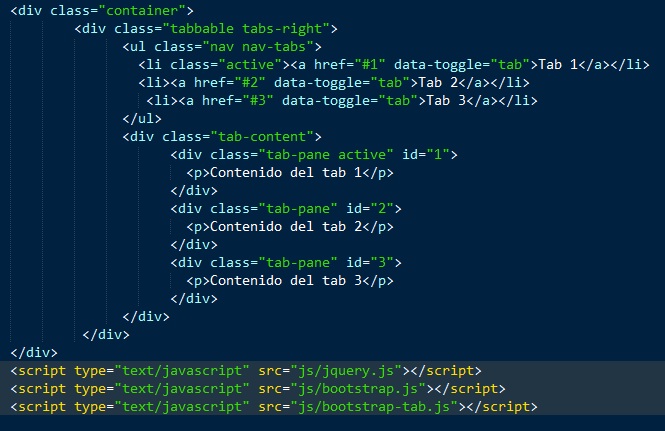 <div class="container">
<div class="tabbable tabs-right">
<ul class="nav nav-tabs">
<li class="active"><a href="#1" data-toggle="tab">Tab 1</a></li>
<li><a href="#2" data-toggle="tab">Tab 2</a></li>
<li><a href="#3" data-toggle="tab">Tab 3</a></li>
</ul>
<div class="tab-content">
<div class="tab-pane active" id="1">
<p>Contenido del tab 1</p>
</div>
<div class="tab-pane" id="2">
<p>Contenido del tab 2</p>
</div>
<div class="tab-pane" id="3">
<p>Contenido del tab 3</p>
</div>
</div>
</div>
</div>
<script type="text/javascript" src="js/jquery.js"></script>
<script type="text/javascript" src="js/bootstrap.js"></script>
<script type="text/javascript" src="js/bootstrap-tab.js"></script>